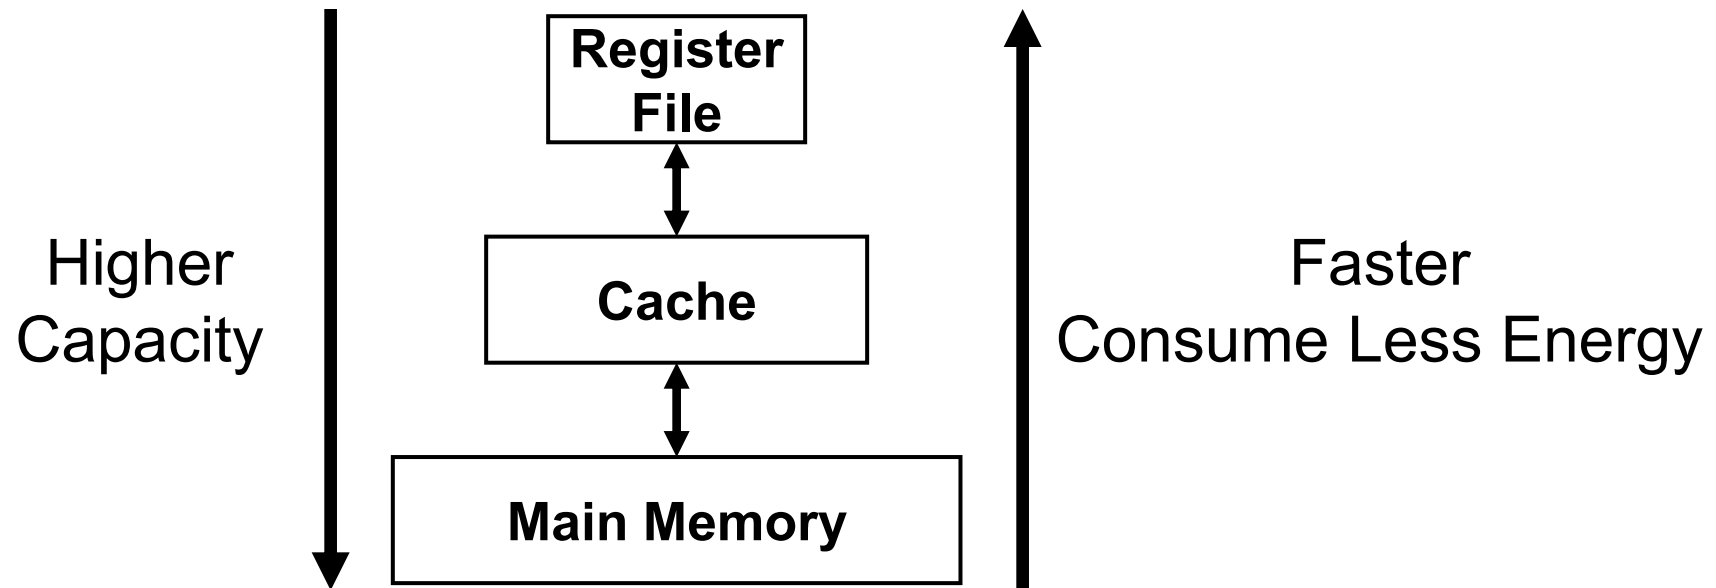 Register
File
Higher
Capacity
Cache
Faster
Consume Less Energy
Main Memory